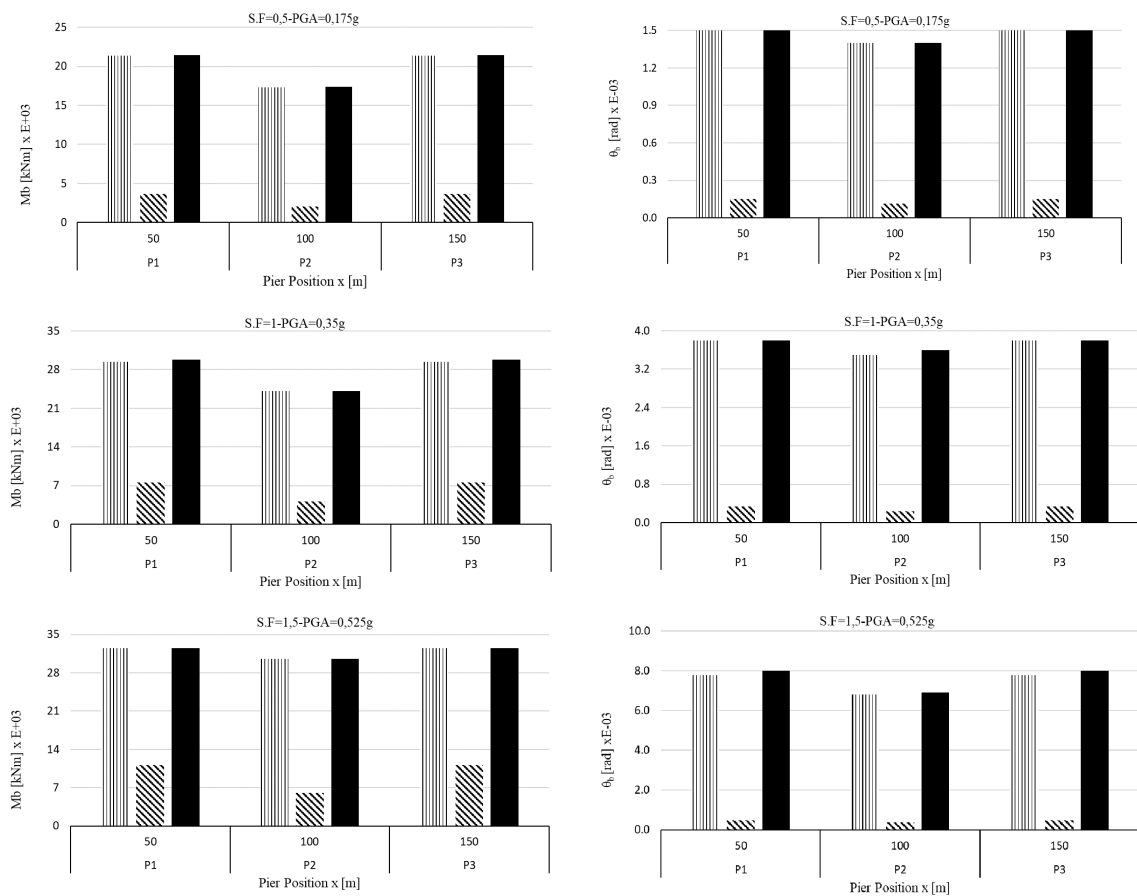 S.F=0,5-PGA=0,175g
Mb [kNm] x E+03
25
20
15
10
5
0
50 100 150
P1 P2 P3
Pier Position x [m]
S.F=0,5-PGA=0,175g
θb [rad] x E-03
1.5
1.2
0.9
0.6
0.3
0.0
50 100 150
P1 P2 P3
Pier Position x [m]
S.F=1-PGA=0,35g
Mb [kNm] x E+03
35
28
21
14
7
0
50 100 150
P1 P2 P3
Pier Position x [m]
S.F=1-PGA=0,35g
θb [rad] x E-03
4.0
3.2
2.4
1.6
0.8
0.0
50 100 150
P1 P2 P3
Pier Position x [m]
S.F=1,5-PGA=0,525g
Mb [kNm] x E+03
35
28
21
14
7
0
50 100 150
P1 P2 P3
Pier Position x [m]
S.F=1,5-PGA=0,525g
θb [rad] xE-03
10.0
8.0
6.0
4.0
2.0
0.0
50 100 150
P1 P2 P3
Pier Position x [m]